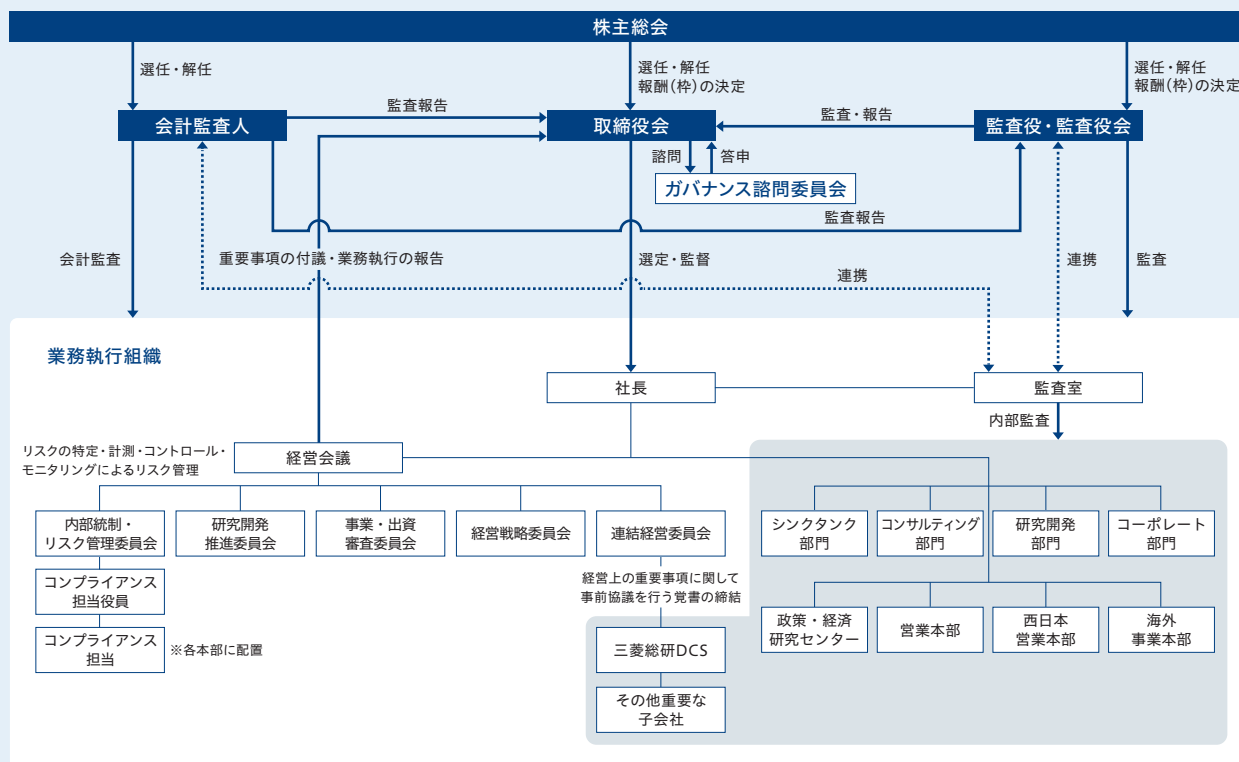 株主総会
選任・解任
選任・解任
報酬(枠)の決定
選任・解任
報酬(枠)の決定
監査報告
監査・報告
会計監査人
取締役会
監査役・監査役会
諮問
答申
ガバナンス諮問委員会
監査報告
会計監査
重要事項の付議・業務執行の報告
選定・監督
連携
連携
監査
業務執行組織
社長
監査室
内部監査
リスクの特定・計測・コントロール・
モニタリングによるリスク管理
経営会議
内部統制・
リスク管理委員会
研究開発
推進委員会
事業・出資
審査委員会
経営戦略委員会
連結経営委員会
シンクタンク
部門
コンサルティング
部門
研究開発
部門
コーポレート
部門
コンプライアンス
担当役員
経営上の重要事項に関して
事前協議を行う覚書の締結
コンプライアンス
担当
※各本部に配置
三菱総研DCS
政策・経済
研究センター
営業本部
西日本
営業本部
海外
事業本部
その他重要な
子会社